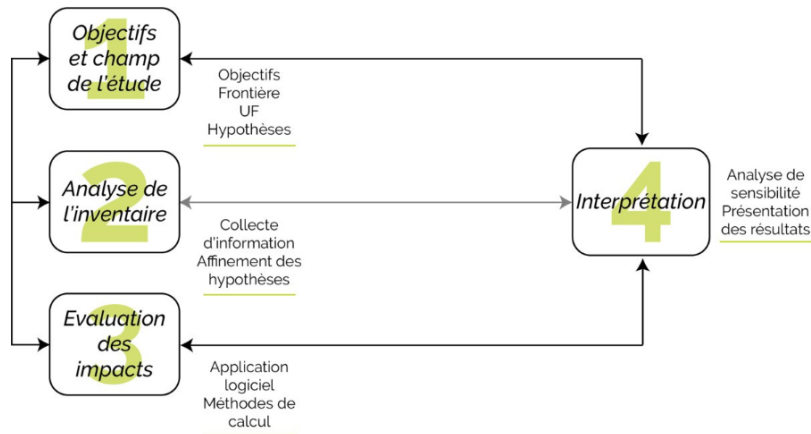 1
Objectifs
et champ
de l'étude
Objectifs
Frontière
UF
Hypothèses
2
Analyse de
l'inventaire
Collecte
d'information
Affinement des
hypothèses
3
Evaluation
des
impacts
Application
logiciel
Méthodes de
calcul
4
Interprétation
Analyse de
sensibilité
Présentation
des résultats